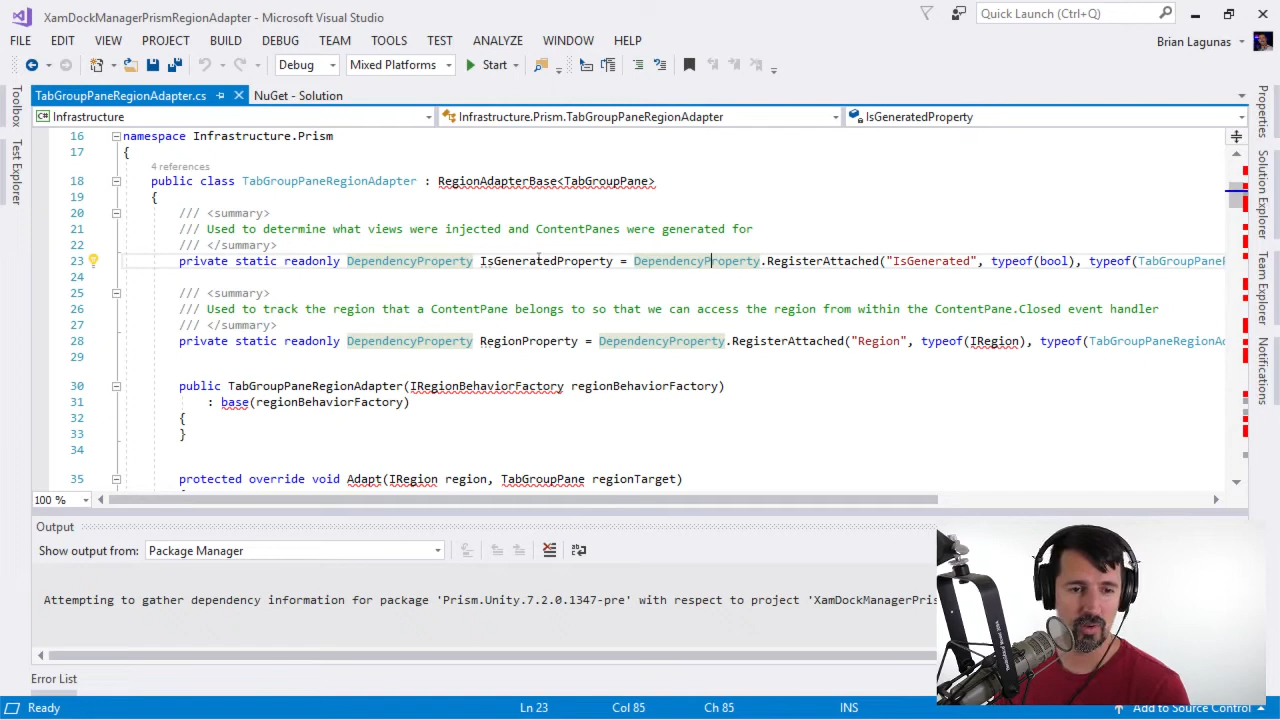 XamDockManagerPrismRegionAdapter - Microsoft Visual Studio
Quick Launch (Ctrl+Q)
FILE EDIT VIEW PROJECT BUILD DEBUG TEAM TOOLS TEST ANALYZE WINDOW HELP
Brian Lagunas
Debug Mixed Platforms Start
TabGroupPaneRegionAdapter.cs NuGet - Solution
Infrastructure Infrastructure.Prism.TabGroupPaneRegionAdapter IsGeneratedProperty
Toolbox
Test Explorer
16 namespace Infrastructure.Prism
17 {
4 references
18 public class TabGroupPaneRegionAdapter : RegionAdapterBase<TabGroupPane>
19 {
20 /// <summary>
21 /// Used to determine what views were injected and ContentPanes were generated for
22 /// </summary>
23 private static readonly DependencyProperty IsGeneratedProperty = DependencyProperty.RegisterAttached("IsGenerated", typeof(bool), typeof(TabGroupPaneR
24
25 /// <summary>
26 /// Used to track the region that a ContentPane belongs to so that we can access the region from within the ContentPane.Closed event handler
27 /// </summary>
28 private static readonly DependencyProperty RegionProperty = DependencyProperty.RegisterAttached("Region", typeof(IRegion), typeof(TabGroupPaneRegionAd
29
30 public TabGroupPaneRegionAdapter(IRegionBehaviorFactory regionBehaviorFactory)
31 : base(regionBehaviorFactory)
32 {
33 }
34
35 protected override void Adapt(IRegion region, TabGroupPane regionTarget)
100 %
Properties
Solution Explorer
Team Explorer
Notifications
Output
Show output from: Package Manager
Attempting to gather dependency information for package 'Prism.Unity.7.2.0.1347-pre' with respect to project 'XamDockManagerPris
Error List
Ready Ln 23 Col 85 Ch 85 INS Add to Source Control